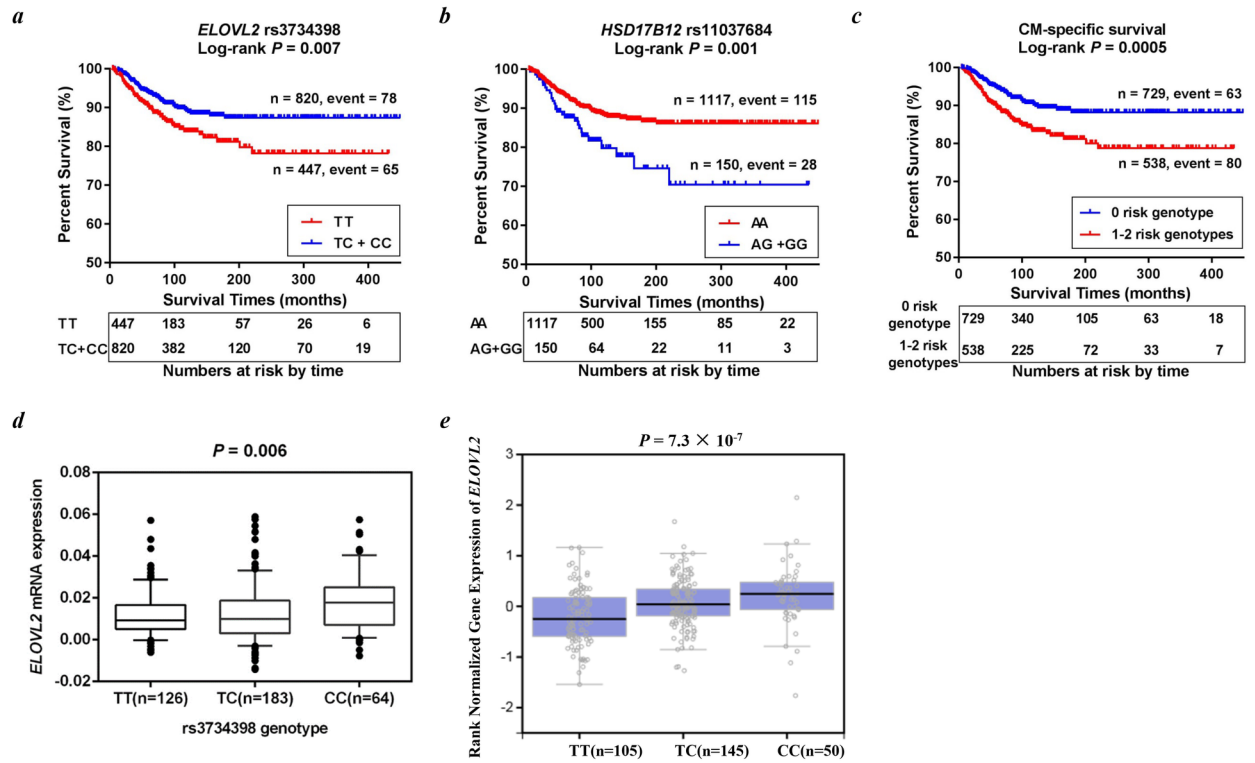 a
ELOVL2 rs3734398
Log-rank P = 0.007
Percent Survival (%)
100
90
80
70
60
50
n = 820, event = 78
n = 447, event = 65
TT
TC + CC
0 100 200 300 400
Survival Times (months)
TT 447 183 57 26 6
TC+CC 820 382 120 70 19
Numbers at risk by time
b
HSD17B12 rs11037684
Log-rank P = 0.001
Percent Survival (%)
100
90
80
70
60
50
n = 1117, event = 115
n = 150, event = 28
AA
AG +GG
0 100 200 300 400
Survival Times (months)
AA 1117 500 155 85 22
AG+GG 150 64 22 11 3
Numbers at risk by time
c
CM-specific survival
Log-rank P = 0.0005
Percent Survival (%)
100
90
80
70
60
50
n = 729, event = 63
n = 538, event = 80
0 risk genotype
1-2 risk genotypes
0 100 200 300 400
Survival Times (months)
0 risk
genotype 729 340 105 63 18
1-2 risk
genotypes 538 225 72 33 7
Numbers at risk by time
d
P = 0.006
ELOVL2 mRNA expression
0.08
0.06
0.04
0.02
0.00
-0.02
TT(n=126) TC(n=183) CC(n=64)
rs3734398 genotype
e
P = 7.3 × 10-7
Rank Normalized Gene Expression of ELOVL2
3
2
1
0
-1
-2
TT(n=105) TC(n=145) CC(n=50)